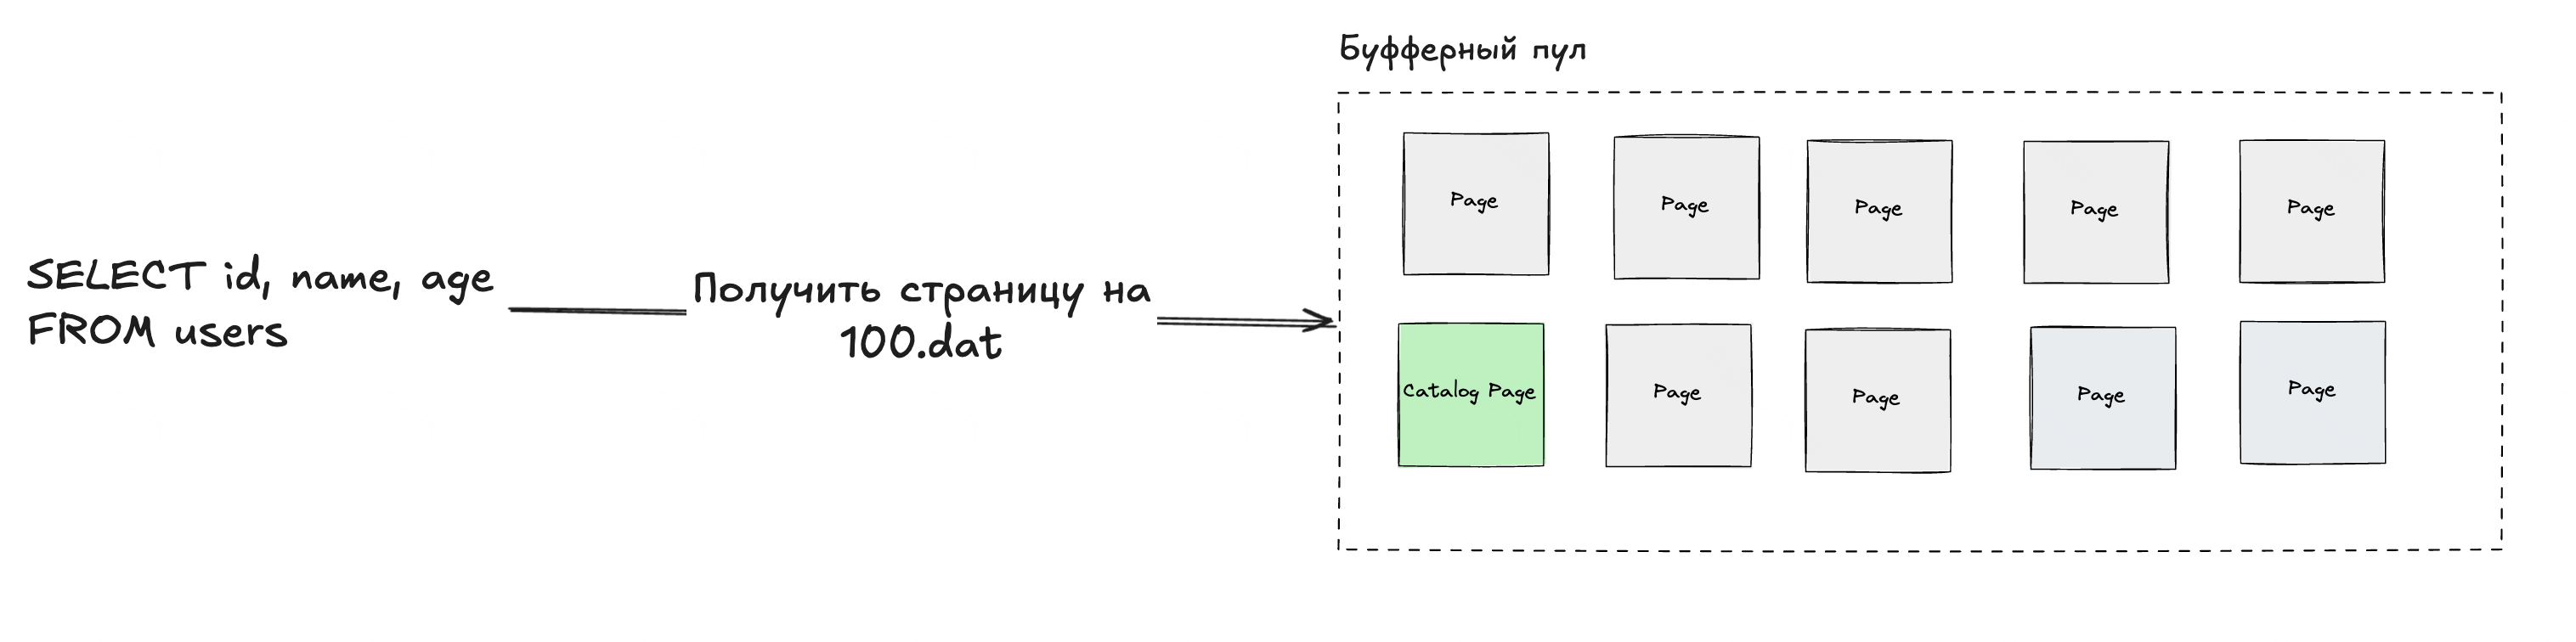 Буфферный пул
SELECT id, name, age
FROM users
Получить страницу на
100.dat
Page
Page
Page
Page
Page
Catalog Page
Page
Page
Page
Page